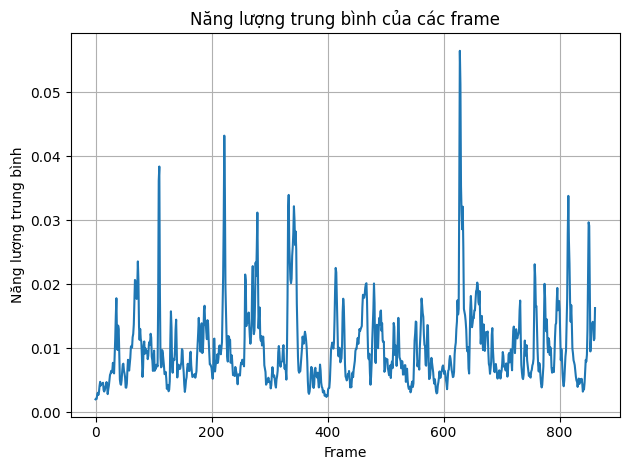 Năng lượng trung bình của các frame
Năng lượng trung bình
0.05
0.04
0.03
0.02
0.01
0.00
0 200 400 600 800
Frame